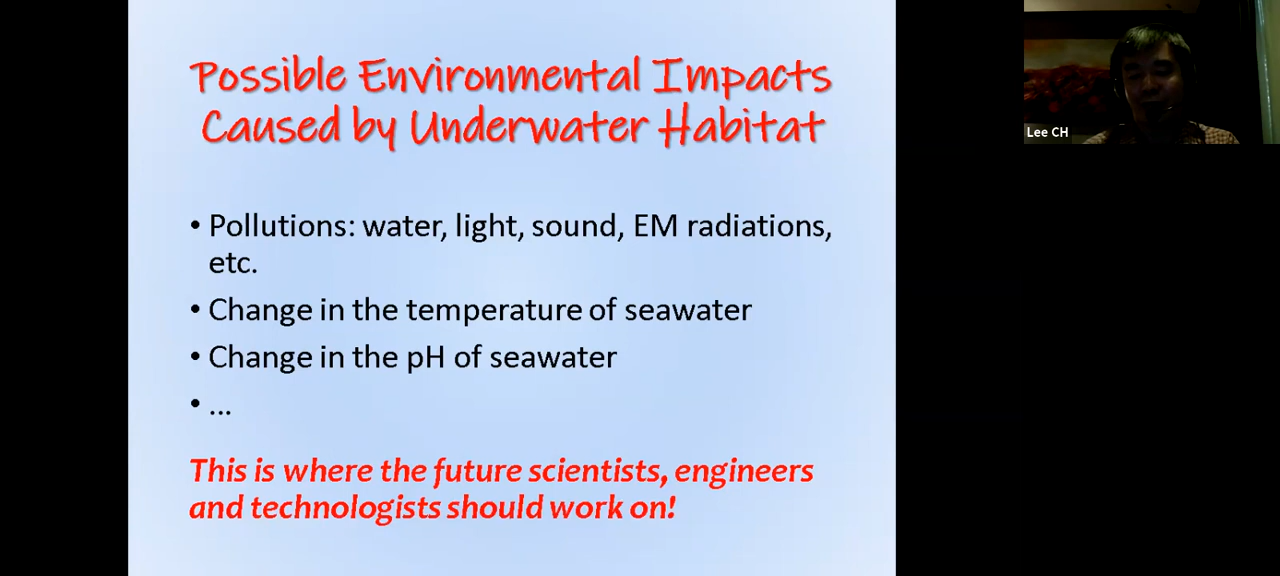 Possible Environmental Impacts
Caused by Underwater Habitat
• Pollutions: water, light, sound, EM radiations,
etc.
• Change in the temperature of seawater
• Change in the pH of seawater
• ...
This is where the future scientists, engineers
and technologists should work on!
Lee CH